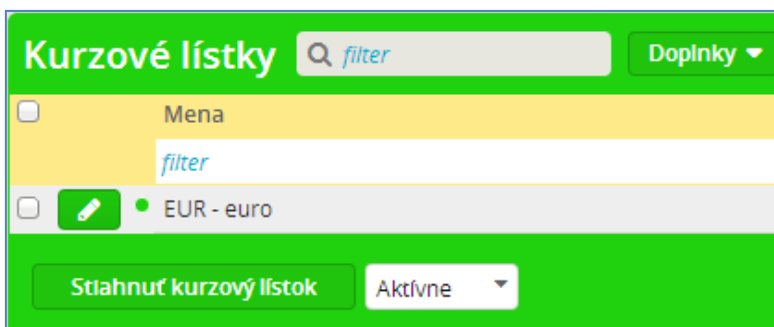 Kurzové lístky filter Doplnky
Mena
filter
EUR - euro
Stiahnuť kurzový lístok Aktívne